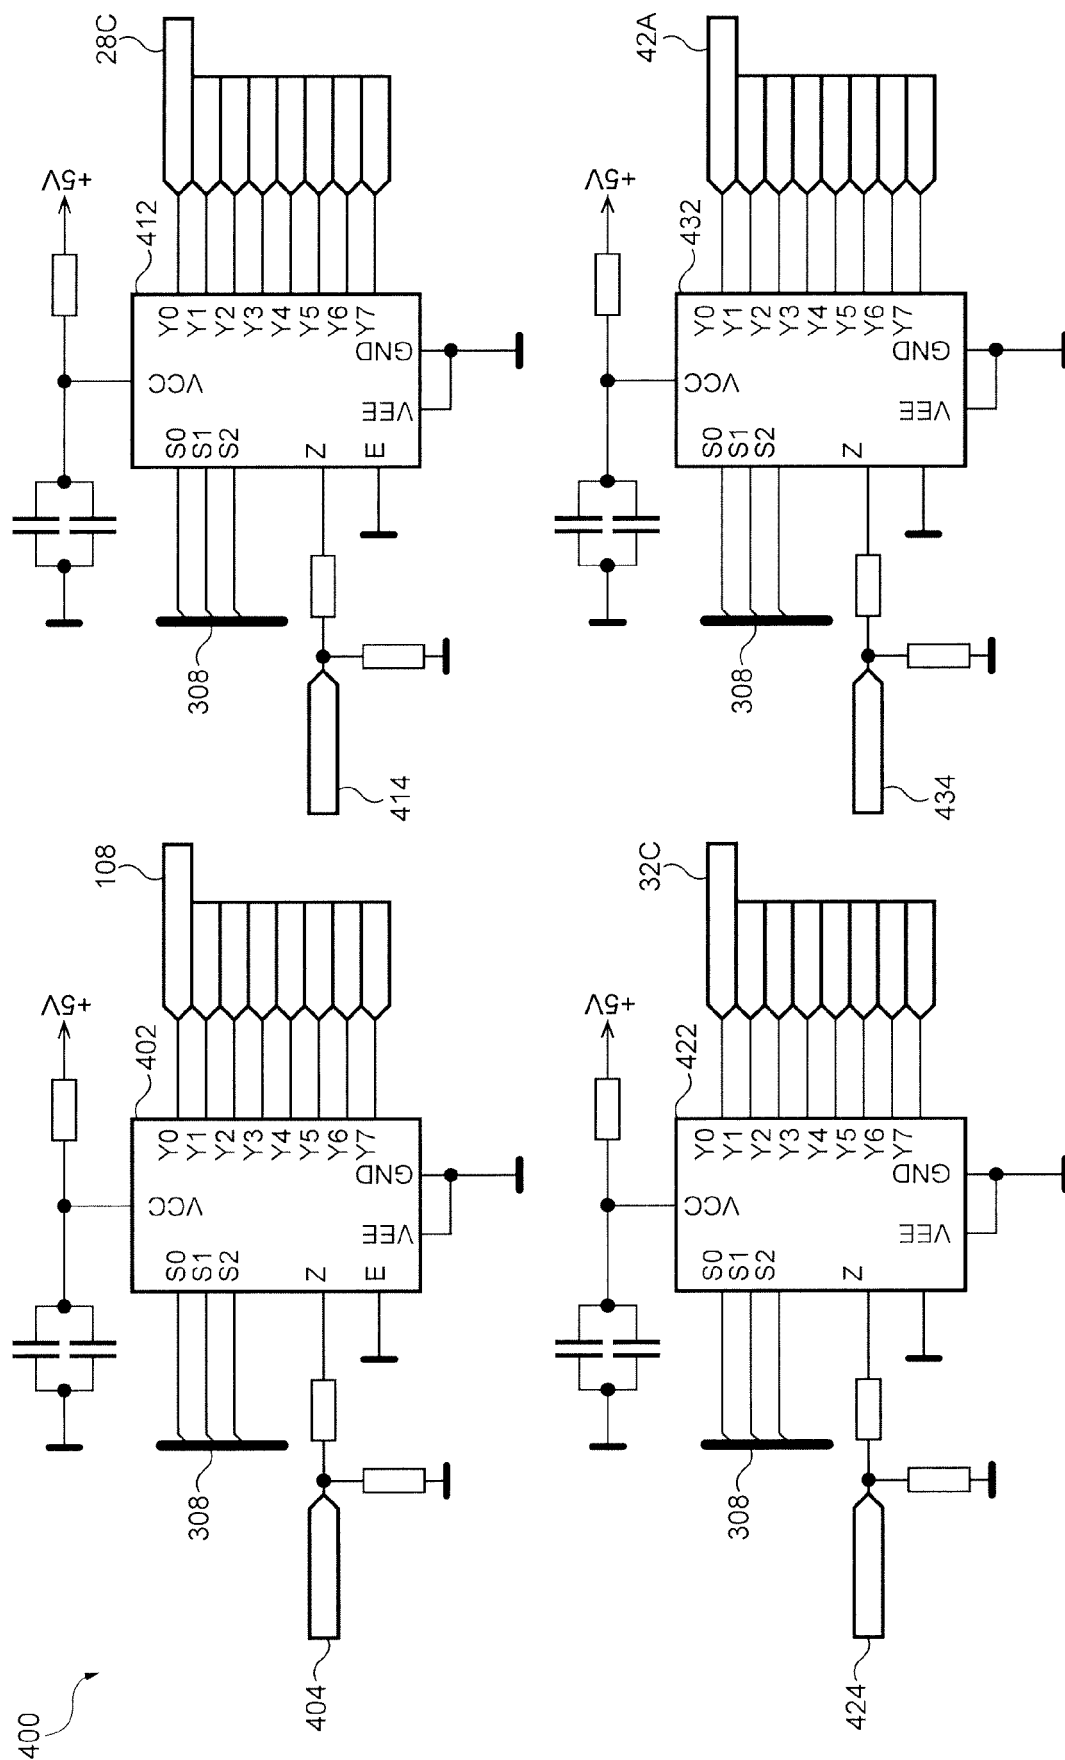 400
+5V
108
402
VCC
S0
S1
S2
Z
E
Y0
Y1
Y2
Y3
Y4
Y5
Y6
Y7
GND
VEE
308
404
+5V
28C
412
VCC
S0
S1
S2
Z
E
Y0
Y1
Y2
Y3
Y4
Y5
Y6
Y7
GND
VEE
308
414
+5V
32C
422
VCC
S0
S1
S2
Z
Y0
Y1
Y2
Y3
Y4
Y5
Y6
Y7
GND
VEE
308
424
+5V
42A
432
VCC
S0
S1
S2
Z
Y0
Y1
Y2
Y3
Y4
Y5
Y6
Y7
GND
VEE
308
434